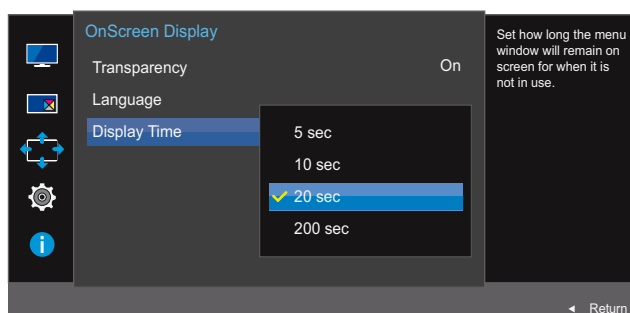 OnScreen Display
Transparency On
Language
Display Time
5 sec
10 sec
20 sec
200 sec
Set how long the menu
window will remain on
screen for when it is
not in use.
Return